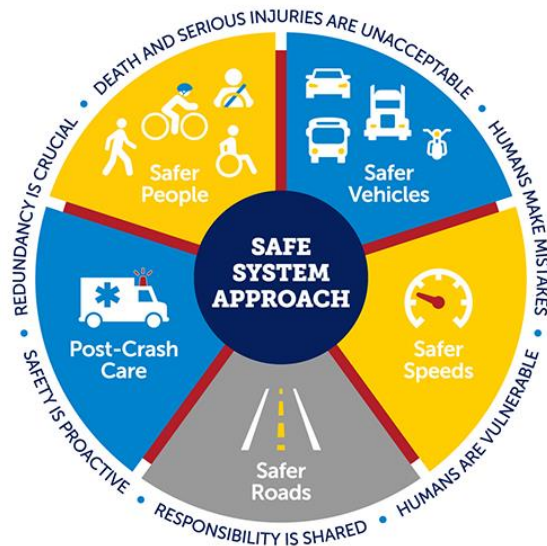 DEATH AND SERIOUS INJURIES ARE UNACCEPTABLE
HUMANS MAKE MISTAKES
HUMANS ARE VULNERABLE
RESPONSIBILITY IS SHARED
SAFETY IS PROACTIVE
REDUNDANCY IS CRUCIAL
Safer
People
Safer
Vehicles
SAFE
SYSTEM
APPROACH
Post-Crash
Care
Safer
Speeds
Safer
Roads